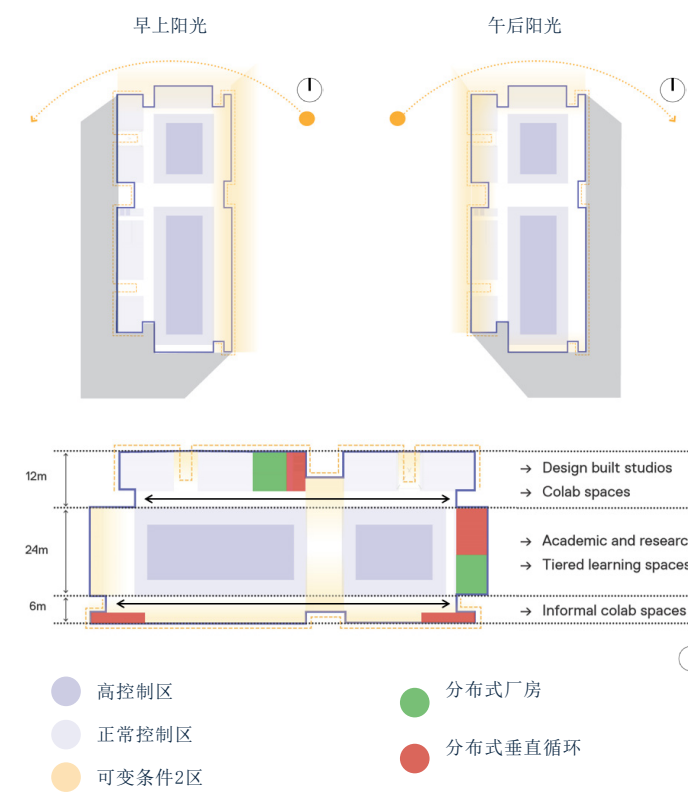 早上阳光
午后阳光
12m
24m
6m
→ Design built studios
→ Colab spaces
→ Academic and researc
→ Tiered learning spaces
→ Informal colab spaces
高控制区
正常控制区
可变条件2区
分布式厂房
分布式垂直循环